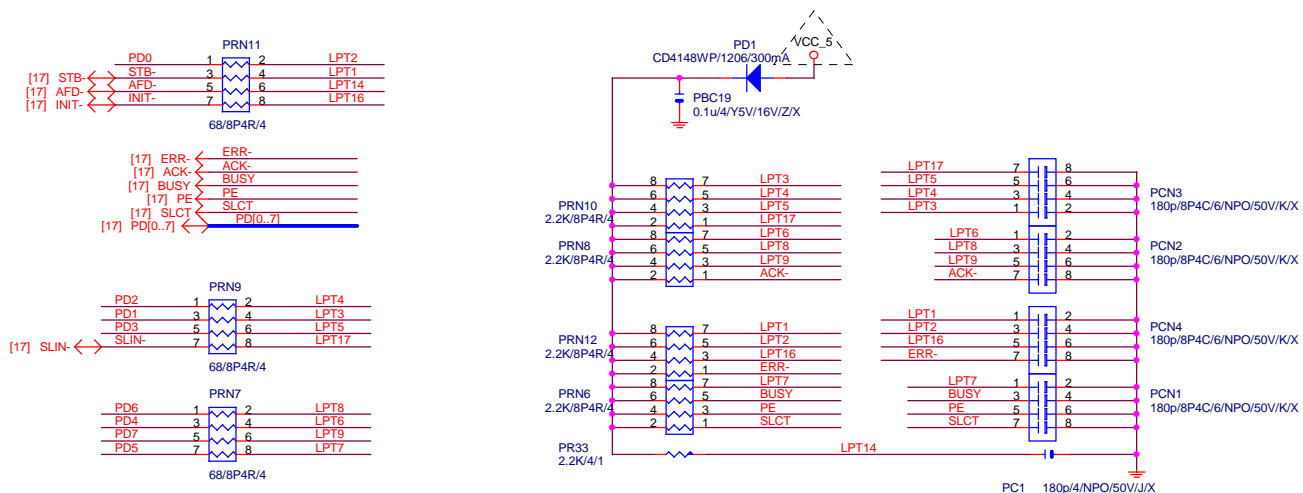 PRN11
PD0 1 2 LPT2
[17] STB- STB- 3 4 LPT1
[17] AFD- AFD- 5 6 LPT14
[17] INIT- INIT- 7 8 LPT16
68/8P4R/4
[17] ERR- ERR-
[17] ACK- ACK-
[17] BUSY BUSY
[17] PE PE
[17] SLCT SLCT
[17] PD[0..7] PD[0..7]
PRN9
PD2 1 2 LPT4
PD1 3 4 LPT3
PD3 5 6 LPT5
[17] SLIN- SLIN- 7 8 LPT17
68/8P4R/4
PRN7
PD6 1 2 LPT8
PD4 3 4 LPT6
PD7 5 6 LPT9
PD5 7 8 LPT7
68/8P4R/4
VCC_5
PD1
CD4148WP/1206/300mA
PBC19
0.1u/4/Y5V/16V/Z/X
8 7 LPT3
6 5 LPT4
4 3 LPT5
2 1 LPT17
PRN10
2.2K/8P4R/4
8 7 LPT6
6 5 LPT8
4 3 LPT9
2 1 ACK-
PRN8
2.2K/8P4R/4
8 7 LPT1
6 5 LPT2
4 3 LPT16
2 1 ERR-
PRN12
2.2K/8P4R/4
8 7 LPT7
6 5 BUSY
4 3 PE
2 1 SLCT
PRN6
2.2K/8P4R/4
PR33
2.2K/4/1
LPT14
LPT17 7 8
LPT5 5 6
LPT4 3 4
LPT3 1 2
PCN3
180p/8P4C/6/NPO/50V/K/X
LPT6 1 2
LPT8 3 4
LPT9 5 6
ACK- 7 8
PCN2
180p/8P4C/6/NPO/50V/K/X
LPT1 1 2
LPT2 3 4
LPT16 5 6
ERR- 7 8
PCN4
180p/8P4C/6/NPO/50V/K/X
LPT7 1 2
BUSY 3 4
PE 5 6
SLCT 7 8
PCN1
180p/8P4C/6/NPO/50V/K/X
PC1 180p/4/NPO/50V/J/X